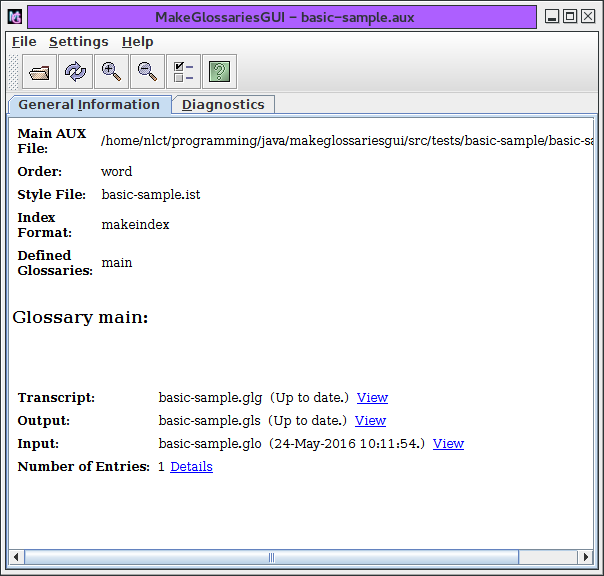 MakeGlossariesGUI - basic-sample.aux
File Settings Help
General Information Diagnostics
Main AUX File: /home/nlct/programming/java/makeglossariesgui/src/tests/basic-sample/basic-sa
Order: word
Style File: basic-sample.ist
Index Format: makeindex
Defined Glossaries: main
Glossary main:
Transcript: basic-sample.glg (Up to date.) View
Output: basic-sample.gls (Up to date.) View
Input: basic-sample.glo (24-May-2016 10:11:54.) View
Number of Entries: 1 Details